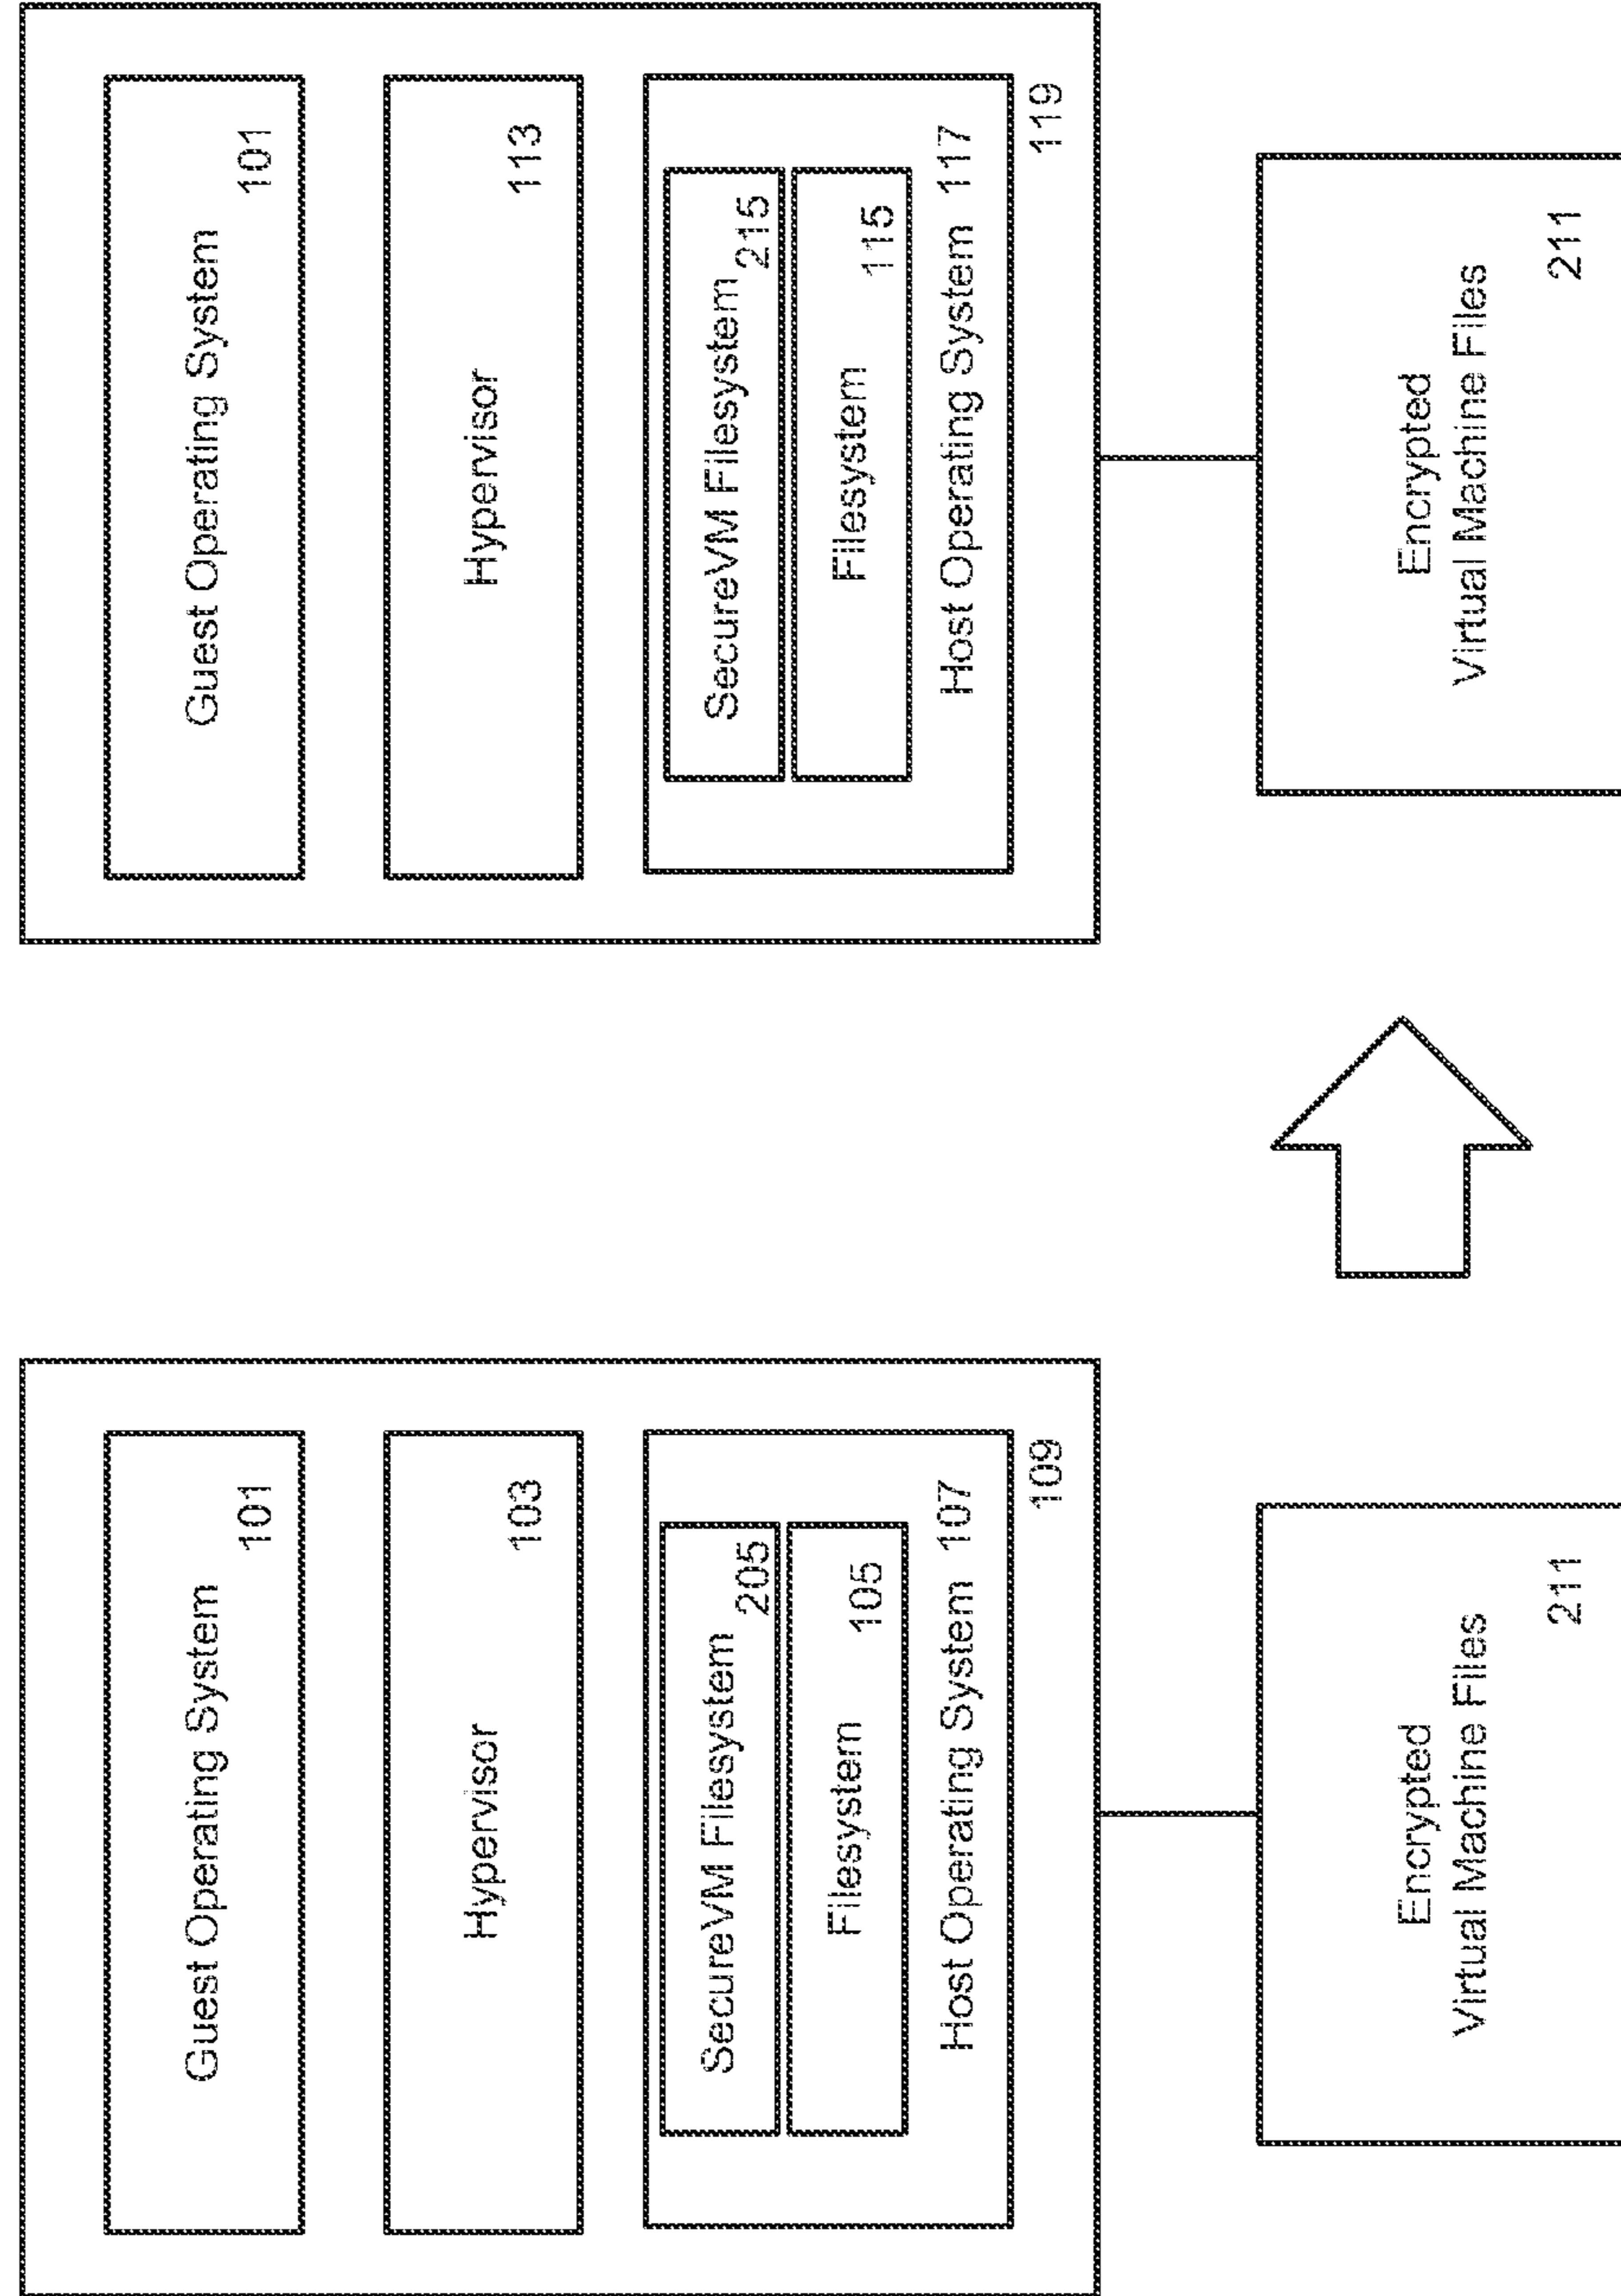 Guest Operating System
101
Hypervisor
103
SecureVM Filesystem
205
Filesystem
105
Host Operating System 107
109
Encrypted
Virtual Machine Files
211
Guest Operating System
101
Hypervisor
113
SecureVM Filesystem
215
Filesystem
115
Host Operating System 117
119
Encrypted
Virtual Machine Files
211